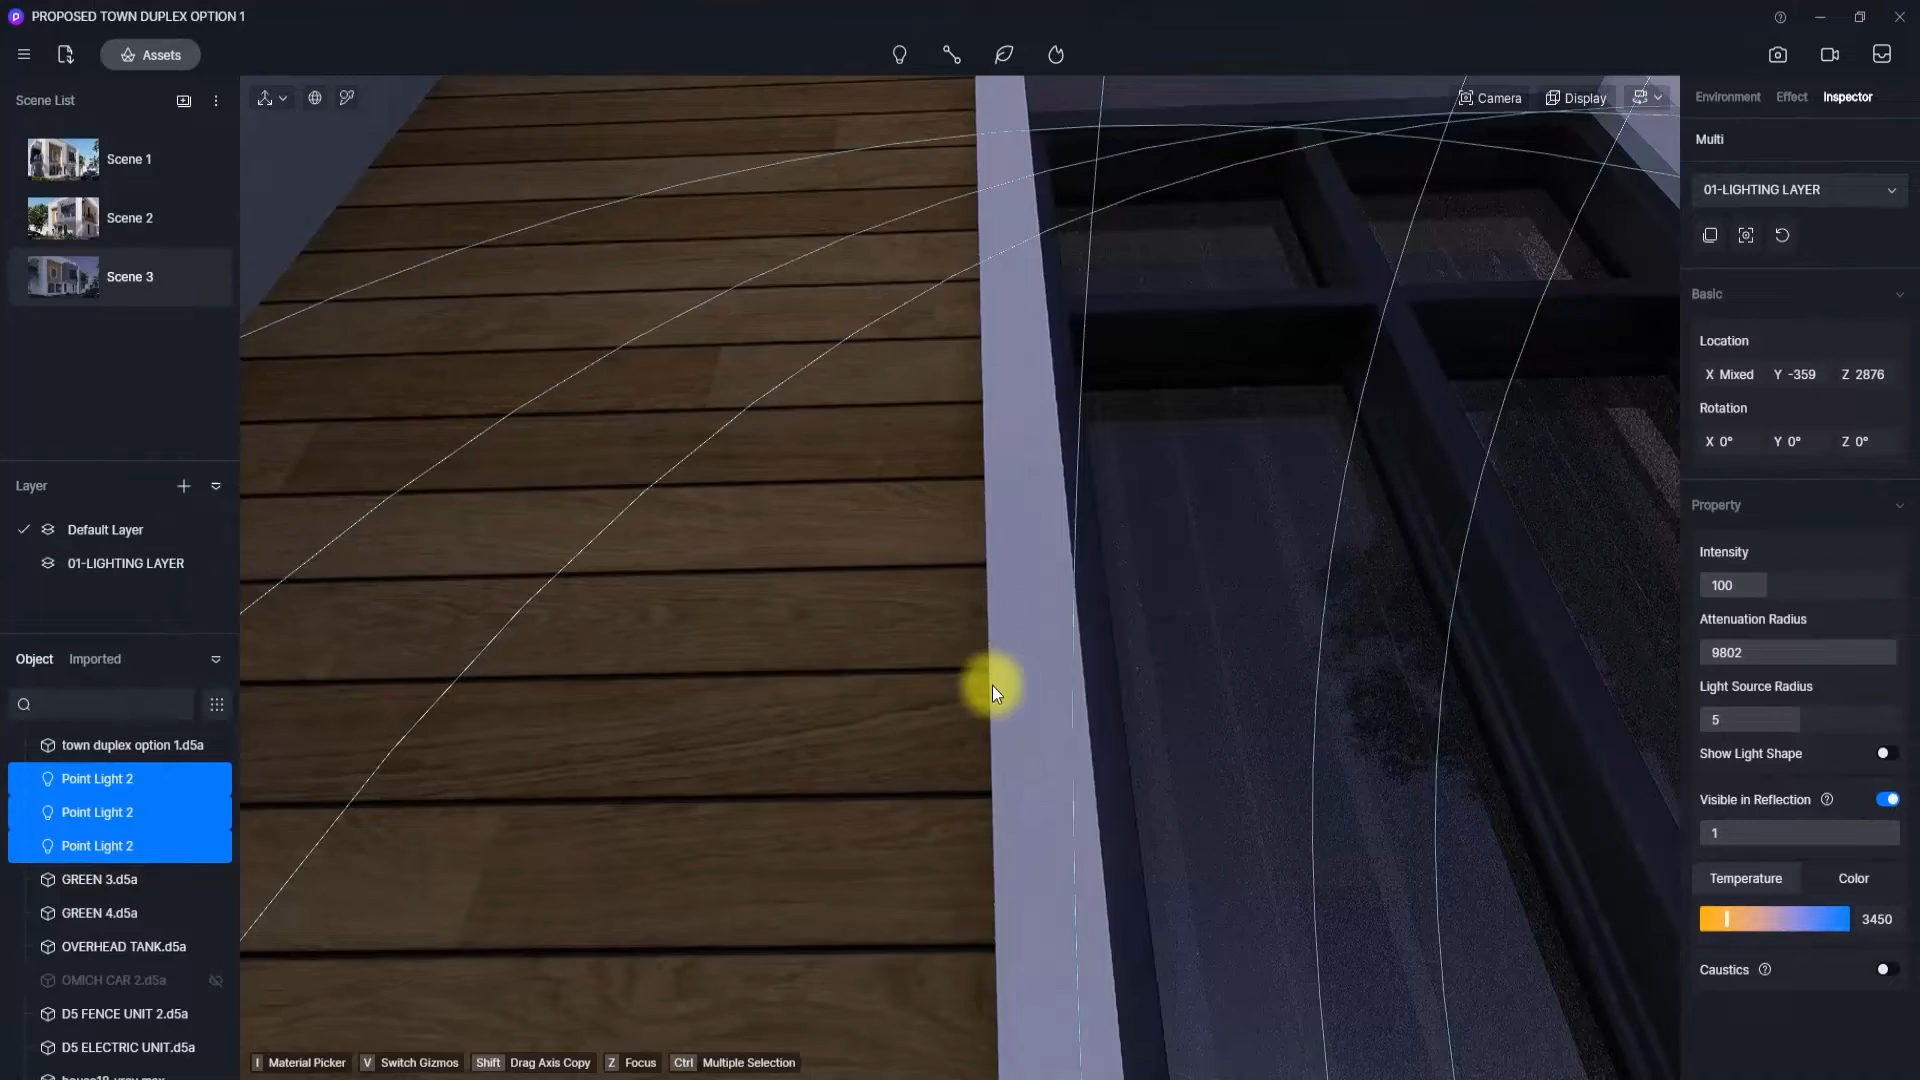 PROPOSED TOWN DUPLEX OPTION 1
Assets
Scene List
Scene 1
Scene 2
Scene 3
Layer
Default Layer
01-LIGHTING LAYER
Object Imported
town duplex option 1.d5a
Point Light 2
Point Light 2
Point Light 2
GREEN 3.d5a
GREEN 4.d5a
OVERHEAD TANK.d5a
OMICH CAR 2.d5a
D5 FENCE UNIT 2.d5a
D5 ELECTRIC UNIT.d5a
Camera Display
I Material Picker V Switch Gizmos Shift Drag Axis Copy Z Focus Ctrl Multiple Selection
Environment Effect Inspector
Multi
01-LIGHTING LAYER
Basic
Location
X Mixed Y -359 Z 2876
Rotation
X 0° Y 0° Z 0°
Property
Intensity
100
Attenuation Radius
9802
Light Source Radius
5
Show Light Shape
Visible in Reflection
1
Temperature Color
3450
Caustics